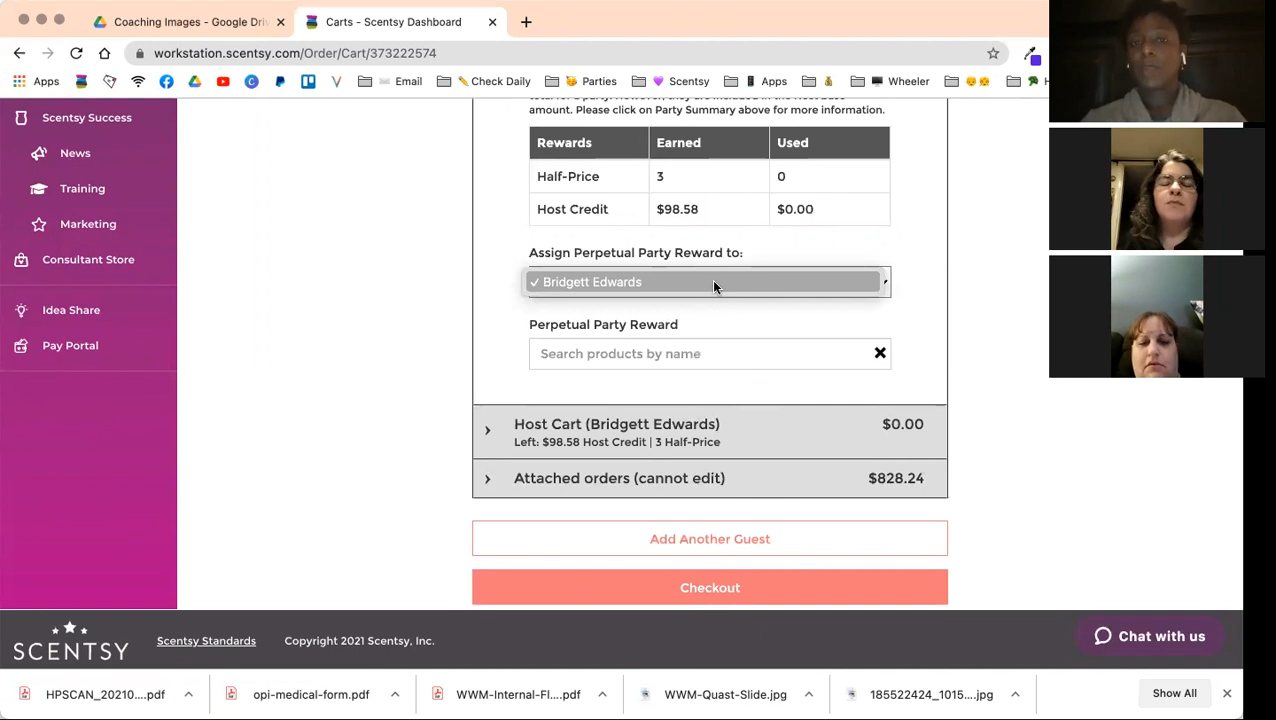 Coaching Images - Google Dri
Carts - Scentsy Dashboard
workstation.scentsy.com/Order/Cart/373222574
Apps
Email
Check Daily
Parties
Scentsy
Apps
Wheeler
Scentsy Success
News
Training
Marketing
Consultant Store
Idea Share
Pay Portal
amount. Please click on Party Summary above for more information.
Rewards Earned Used
Half-Price 3 0
Host Credit $98.58 $0.00
Assign Perpetual Party Reward to:
✓ Bridgett Edwards
Perpetual Party Reward
Search products by name
Host Cart (Bridgett Edwards) $0.00
Left: $98.58 Host Credit | 3 Half-Price
Attached orders (cannot edit) $828.24
Add Another Guest
Checkout
SCENTSY
Scentsy Standards
Copyright 2021 Scentsy, Inc.
Chat with us
HPSCAN_20210....pdf
opi-medical-form.pdf
WWM-Internal-Fl....pdf
WWM-Quast-Slide.jpg
185522424_1015....jpg
Show All